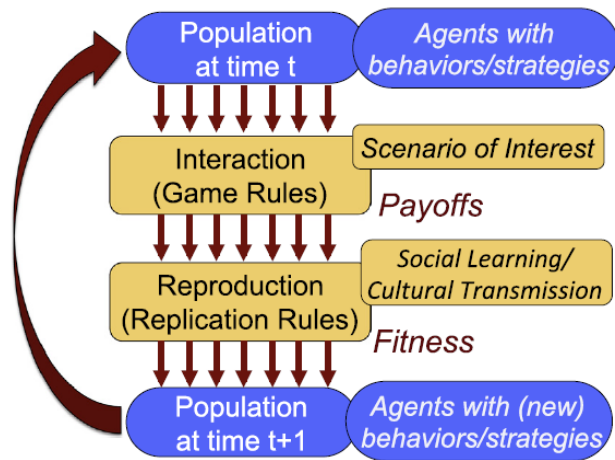 Population
at time t
Agents with
behaviors/strategies
Interaction
(Game Rules)
Scenario of Interest
Payoffs
Reproduction
(Replication Rules)
Social Learning/
Cultural Transmission
Fitness
Population
at time t+1
Agents with (new)
behaviors/strategies